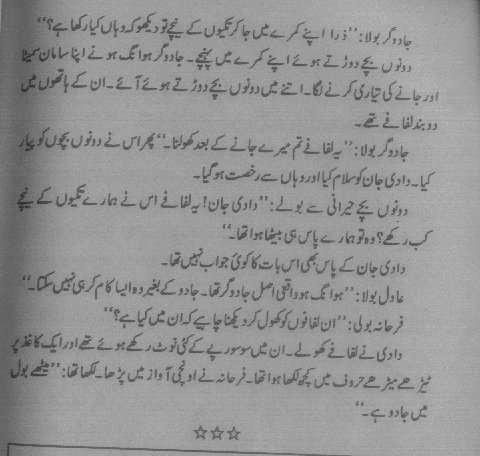 جادوگر بولا: ”ذرا اپنے کمرے میں جا کر تکیوں کے نیچے تو دیکھو کہ وہاں کیا رکھا ہے؟“
دونوں بچے دوڑتے ہوئے اپنے کمرے میں پہنچے۔ جادوگر ہوانگ ہو نے اپنا سامان سمیٹا
اور جانے کی تیاری کرنے لگا۔ اتنے میں دونوں بچے دوڑتے ہوئے آئے۔ ان کے ہاتھوں میں
دو بند لفافے تھے۔
جادوگر بولا: ”یہ لفافے تم میرے جانے کے بعد کھولنا۔“ پھر اس نے دونوں بچوں کو پیار
کیا۔ دادی جان کو سلام کیا اور وہاں سے رخصت ہو گیا۔
دونوں بچے حیرانی سے بولے: ”دادی جان! یہ لفافے اس نے ہمارے تکیوں کے نیچے
کب رکھے؟ وہ تو ہمارے پاس ہی بیٹھا ہوا تھا۔“
دادی جان کے پاس بھی اس بات کا کوئی جواب نہیں تھا۔
عادل بولا: ”ہوانگ ہو واقعی اصل جادوگر تھا۔ جادو کے بغیر وہ ایسا کام کر ہی نہیں سکتا۔“
فرحانہ بولی: ”ان لفافوں کو کھول کر دیکھنا چاہیے کہ ان میں کیا ہے؟“
دادی نے لفافے کھولے۔ ان میں سو سو روپے کے کئی نوٹ رکھے ہوئے تھے اور ایک کاغذ پر
ٹیڑھے میڑھے حروف میں کچھ لکھا ہوا تھا۔ فرحانہ نے اونچی آواز میں پڑھا۔ لکھا تھا: ”میٹھے بول
میں جادو ہے۔“
☆☆☆